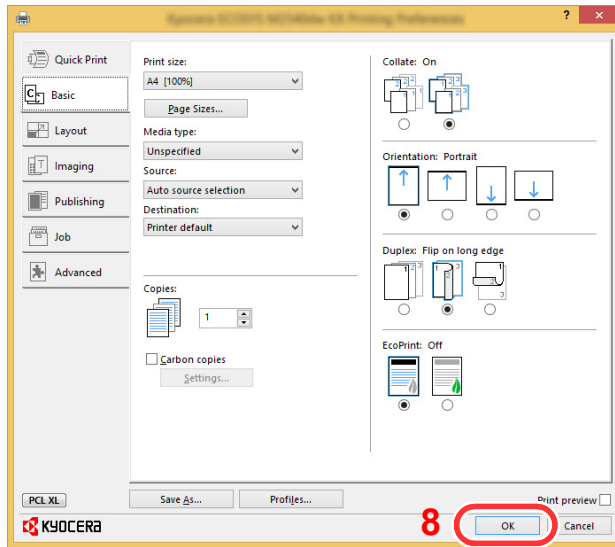 ? ×
Quick Print
Basic
Layout
Imaging
Publishing
Job
Advanced
Print size:
A4 [100%]
Page Sizes...
Media type:
Unspecified
Source:
Auto source selection
Destination:
Printer default
Copies:
1
Carbon copies
Settings...
Collate: On
Orientation: Portrait
Duplex: Flip on long edge
EcoPrint: Off
PCL XL
Save As...
Profiles...
Print preview
KYOCERA
8
OK
Cancel